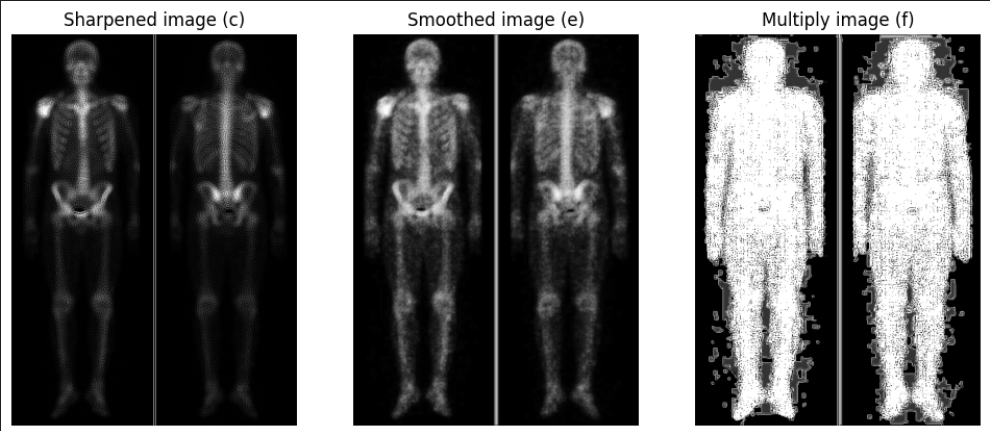 Sharpened image (c)
Smoothed image (e)
Multiply image (f)